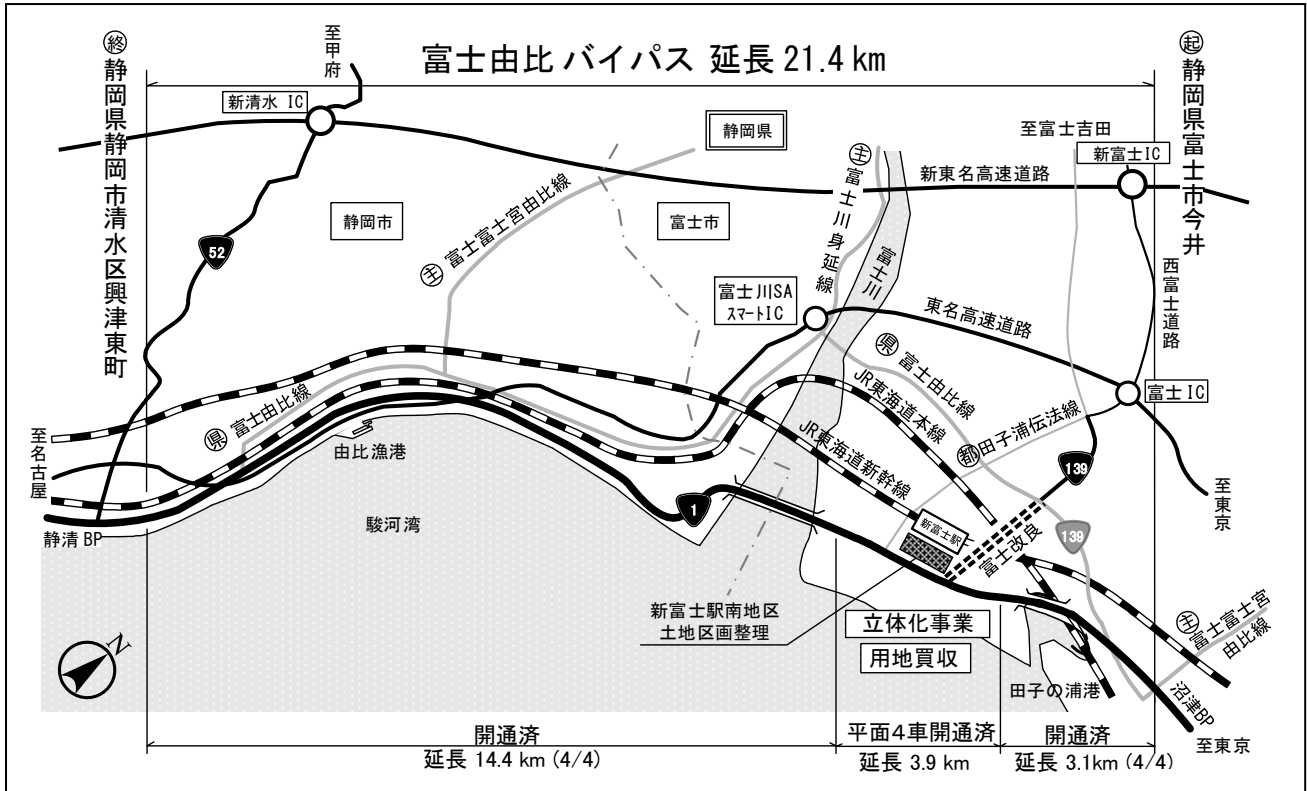 富士由比 バイパス 延長 21.4 km
終 静岡県静岡市清水区興津東町
起 静岡県富士市今井
至甲府
新清水 IC
静岡県
至富士吉田
新富士IC
新東名高速道路
主 富士川身延線
主 富士富士宮由比線
静岡市
富士市
52
富士川
西富士道路
富士川SA
スマートIC
東名高速道路
県 富士由比線
JR東海道本線
富士 IC
都 田子浦伝法線
JR東海道新幹線
県 富士由比線
至名古屋
由比漁港
139
至東京
1
駿河湾
新富士駅
富士改良
139
静清 BP
新富士駅南地区
土地区画整理
立体化事業
用地買収
主 富士富士宮
由比線
N
田子の浦港
沼津BP
至東京
開通済
延長 14.4 km (4/4)
平面4車開通済
延長 3.9 km
開通済
延長 3.1km (4/4)